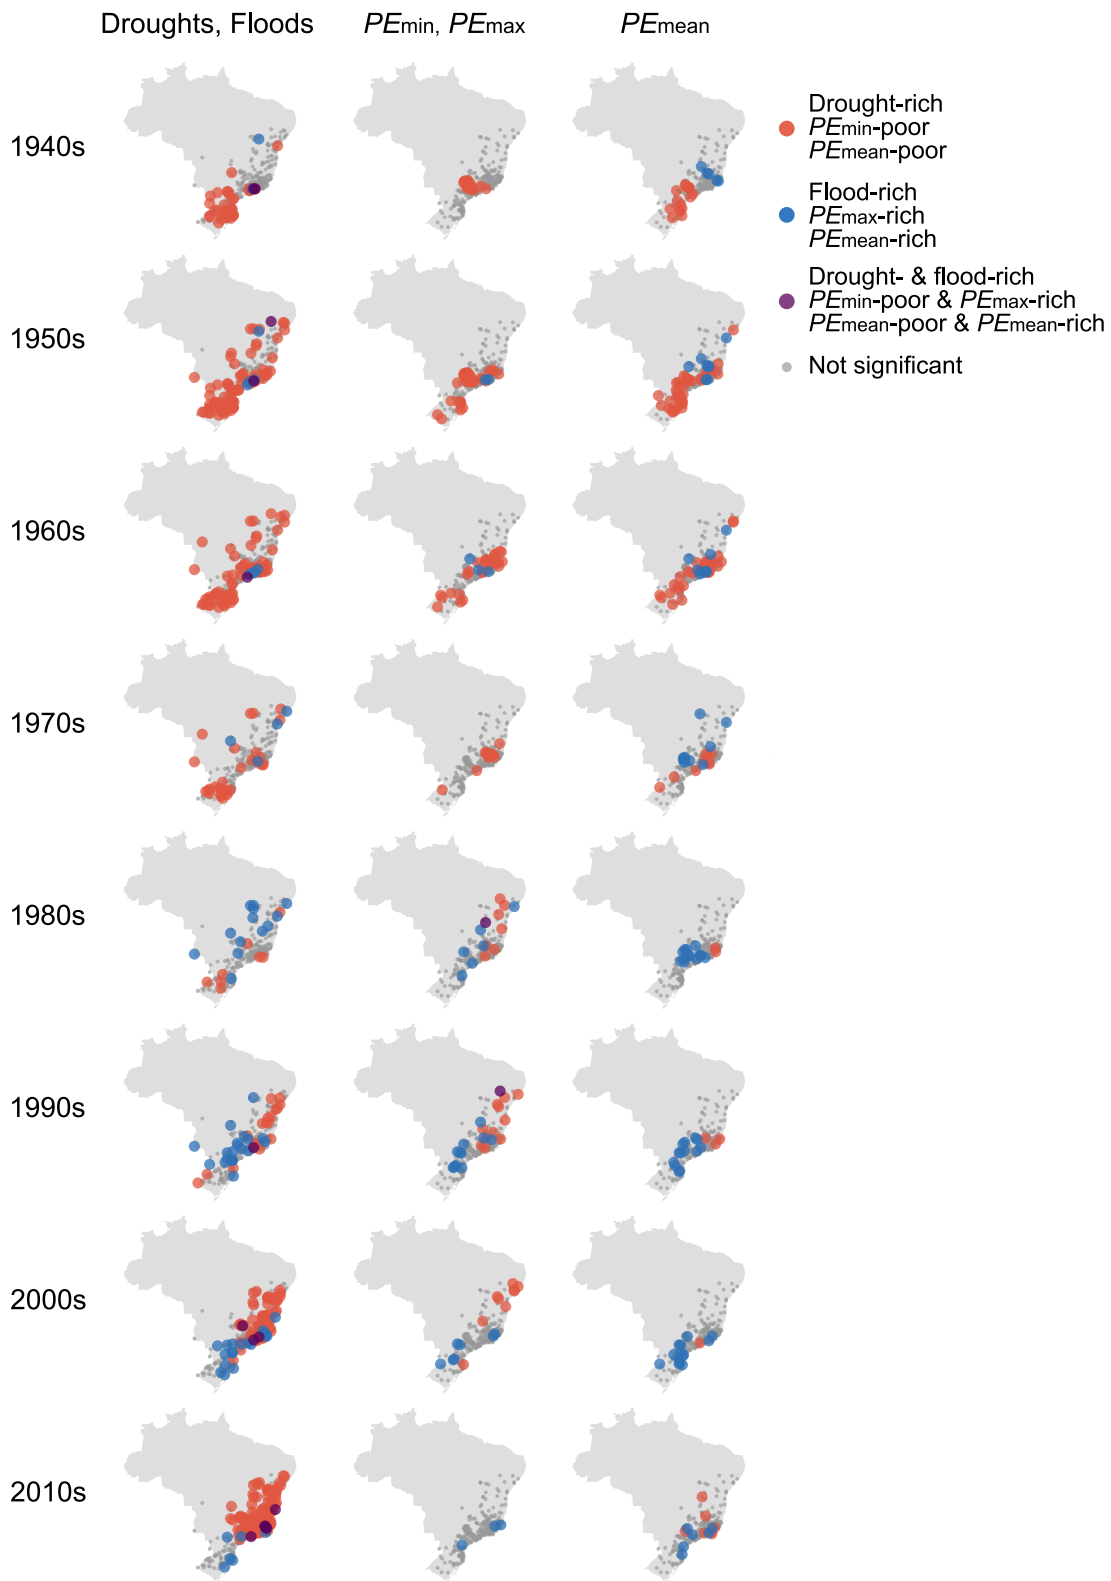 Droughts, Floods
PEmin, PEmax
PEmean
Drought-rich
PEmin-poor
PEmean-poor
Flood-rich
PEmax-rich
PEmean-rich
Drought- & flood-rich
PEmin-poor & PEmax-rich
PEmean-poor & PEmean-rich
Not significant
1940s
1950s
1960s
1970s
1980s
1990s
2000s
2010s